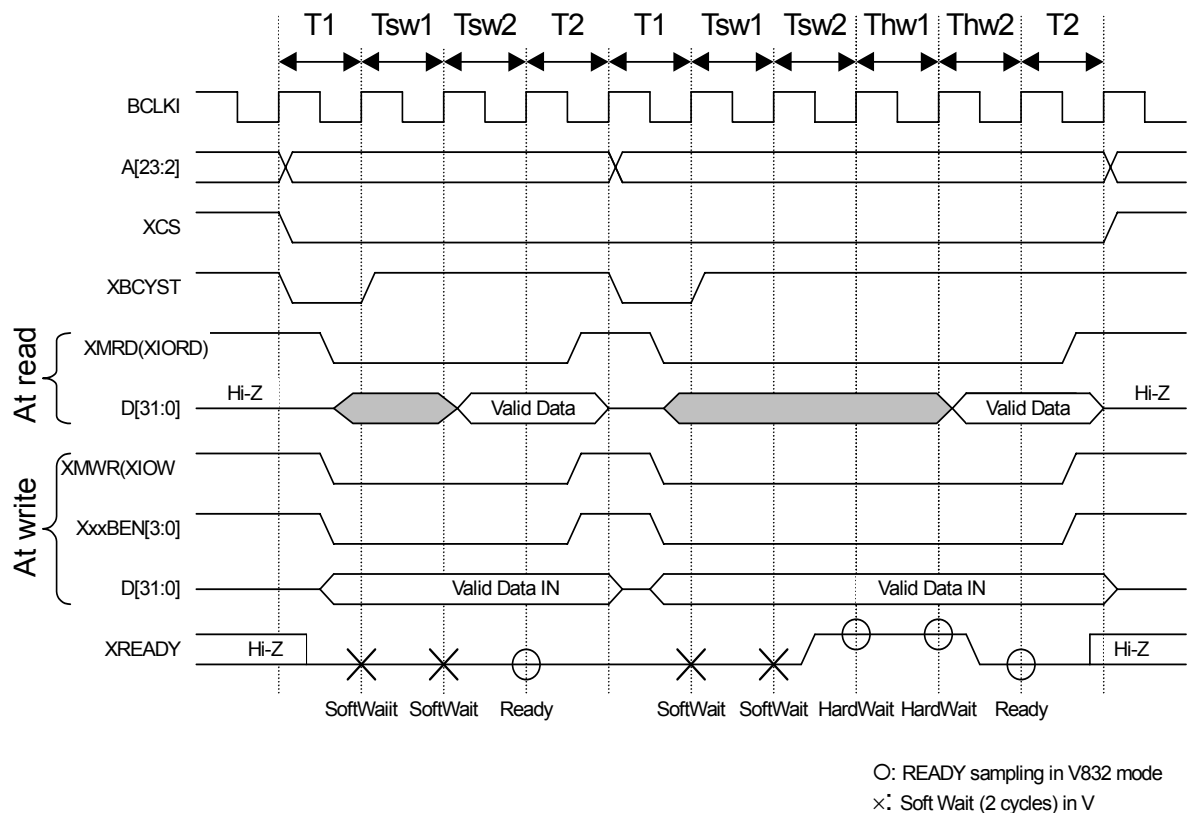 T1 Tsw1 Tsw2 T2 T1 Tsw1 Tsw2 Thw1 Thw2 T2
BCLKI
A[23:2]
XCS
XBCYST
At read
XMRD(XIORD)
D[31:0] Hi-Z Valid Data Valid Data Hi-Z
At write
XMWR(XIOW
XxxBEN[3:0]
D[31:0] Valid Data IN Valid Data IN
XREADY Hi-Z Hi-Z
SoftWaiit SoftWait Ready SoftWait SoftWait HardWait HardWait Ready
O: READY sampling in V832 mode
×: Soft Wait (2 cycles) in V